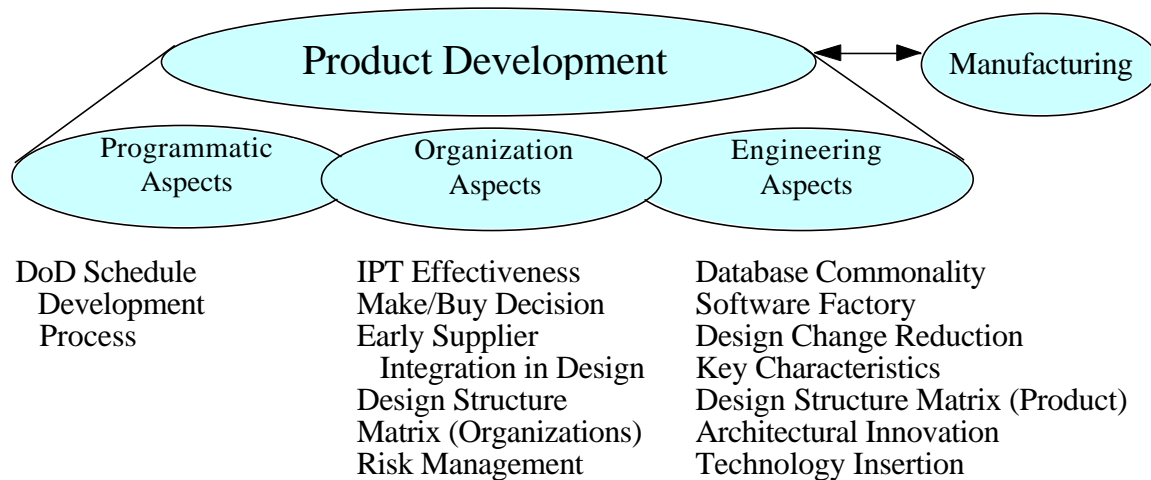 Product Development
Manufacturing
Programmatic
Aspects
Organization
Aspects
Engineering
Aspects
DoD Schedule
Development
Process
IPT Effectiveness
Make/Buy Decision
Early Supplier
Integration in Design
Design Structure
Matrix (Organizations)
Risk Management
Database Commonality
Software Factory
Design Change Reduction
Key Characteristics
Design Structure Matrix (Product)
Architectural Innovation
Technology Insertion